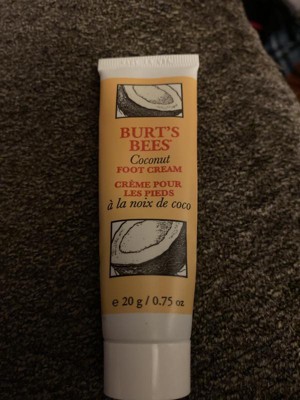 BURT'S
BEES
Coconut
FOOT CREAM
CRÈME POUR
LES PIEDS
à la noix de coco
e 20 g / 0.75 oz